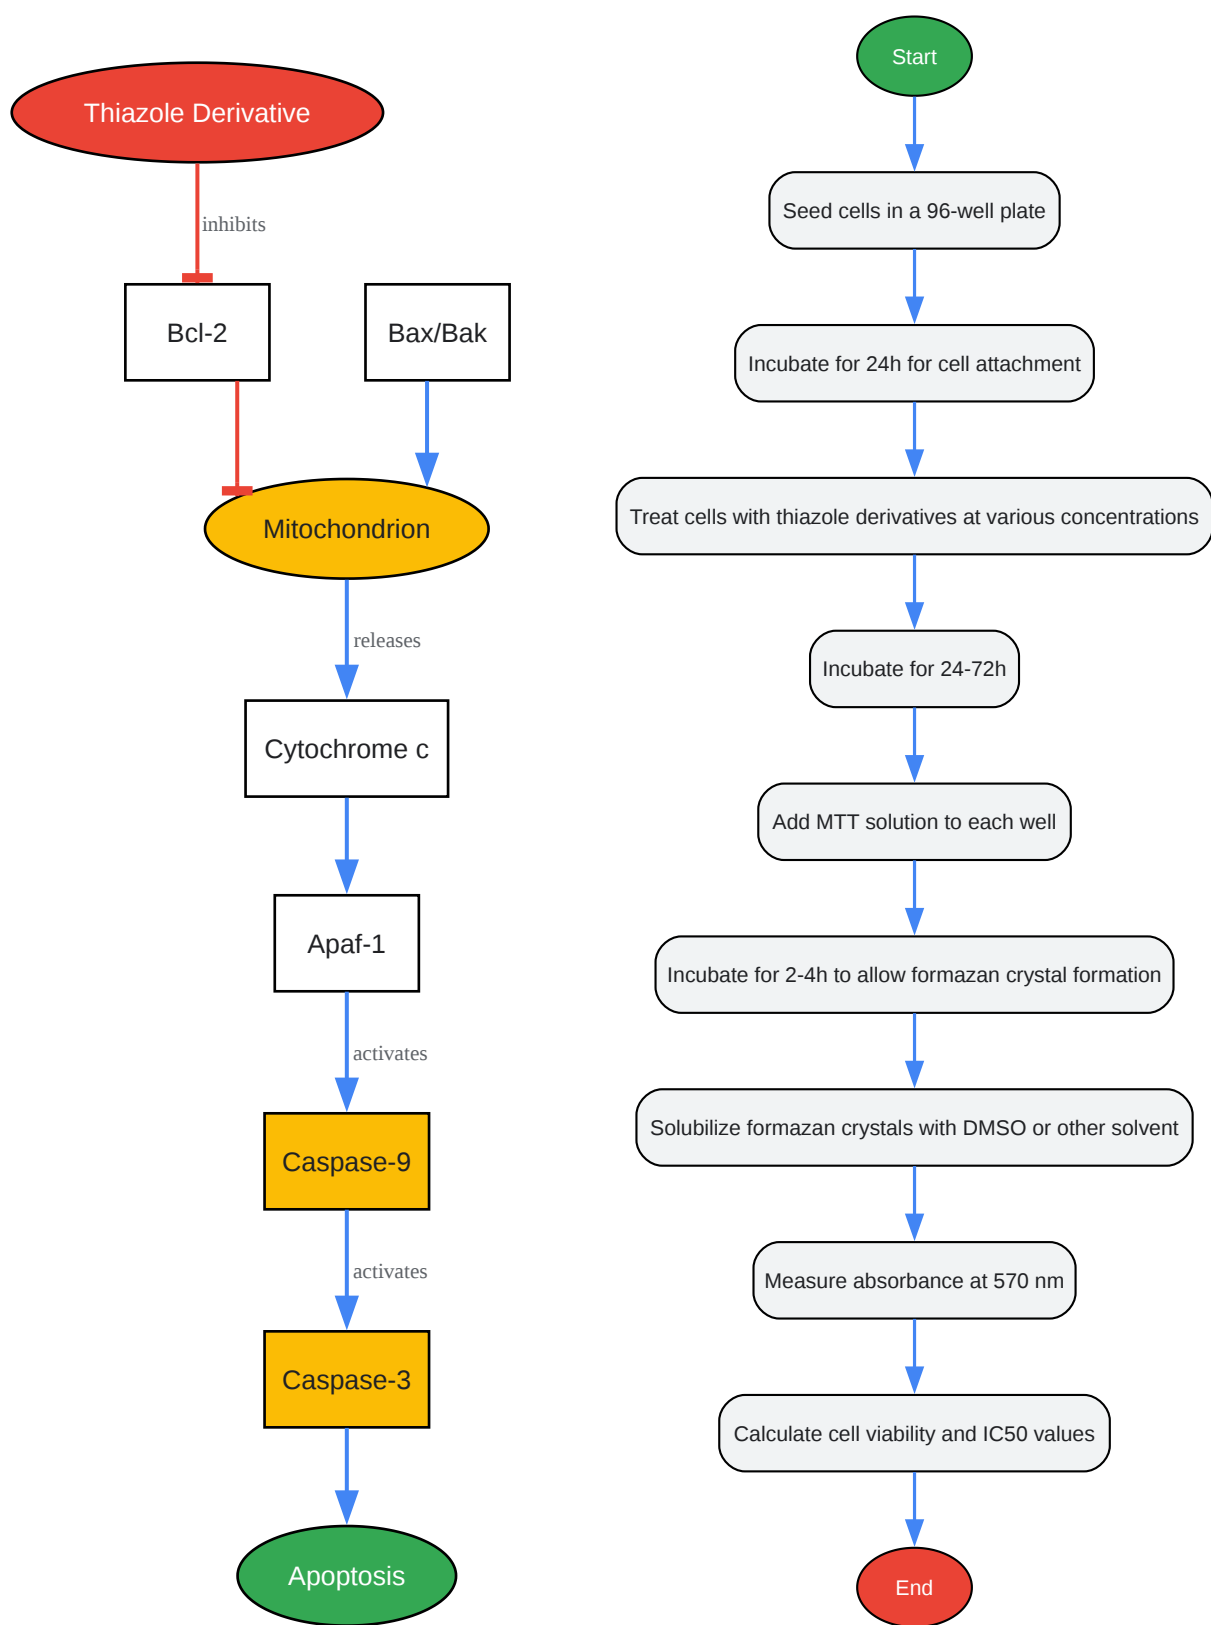 Thiazole Derivative
inhibits
Bcl-2
Bax/Bak
Mitochondrion
releases
Cytochrome c
Apaf-1
activates
Caspase-9
activates
Caspase-3
Apoptosis
Start
Seed cells in a 96-well plate
Incubate for 24h for cell attachment
Treat cells with thiazole derivatives at various concentrations
Incubate for 24-72h
Add MTT solution to each well
Incubate for 2-4h to allow formazan crystal formation
Solubilize formazan crystals with DMSO or other solvent
Measure absorbance at 570 nm
Calculate cell viability and IC50 values
End